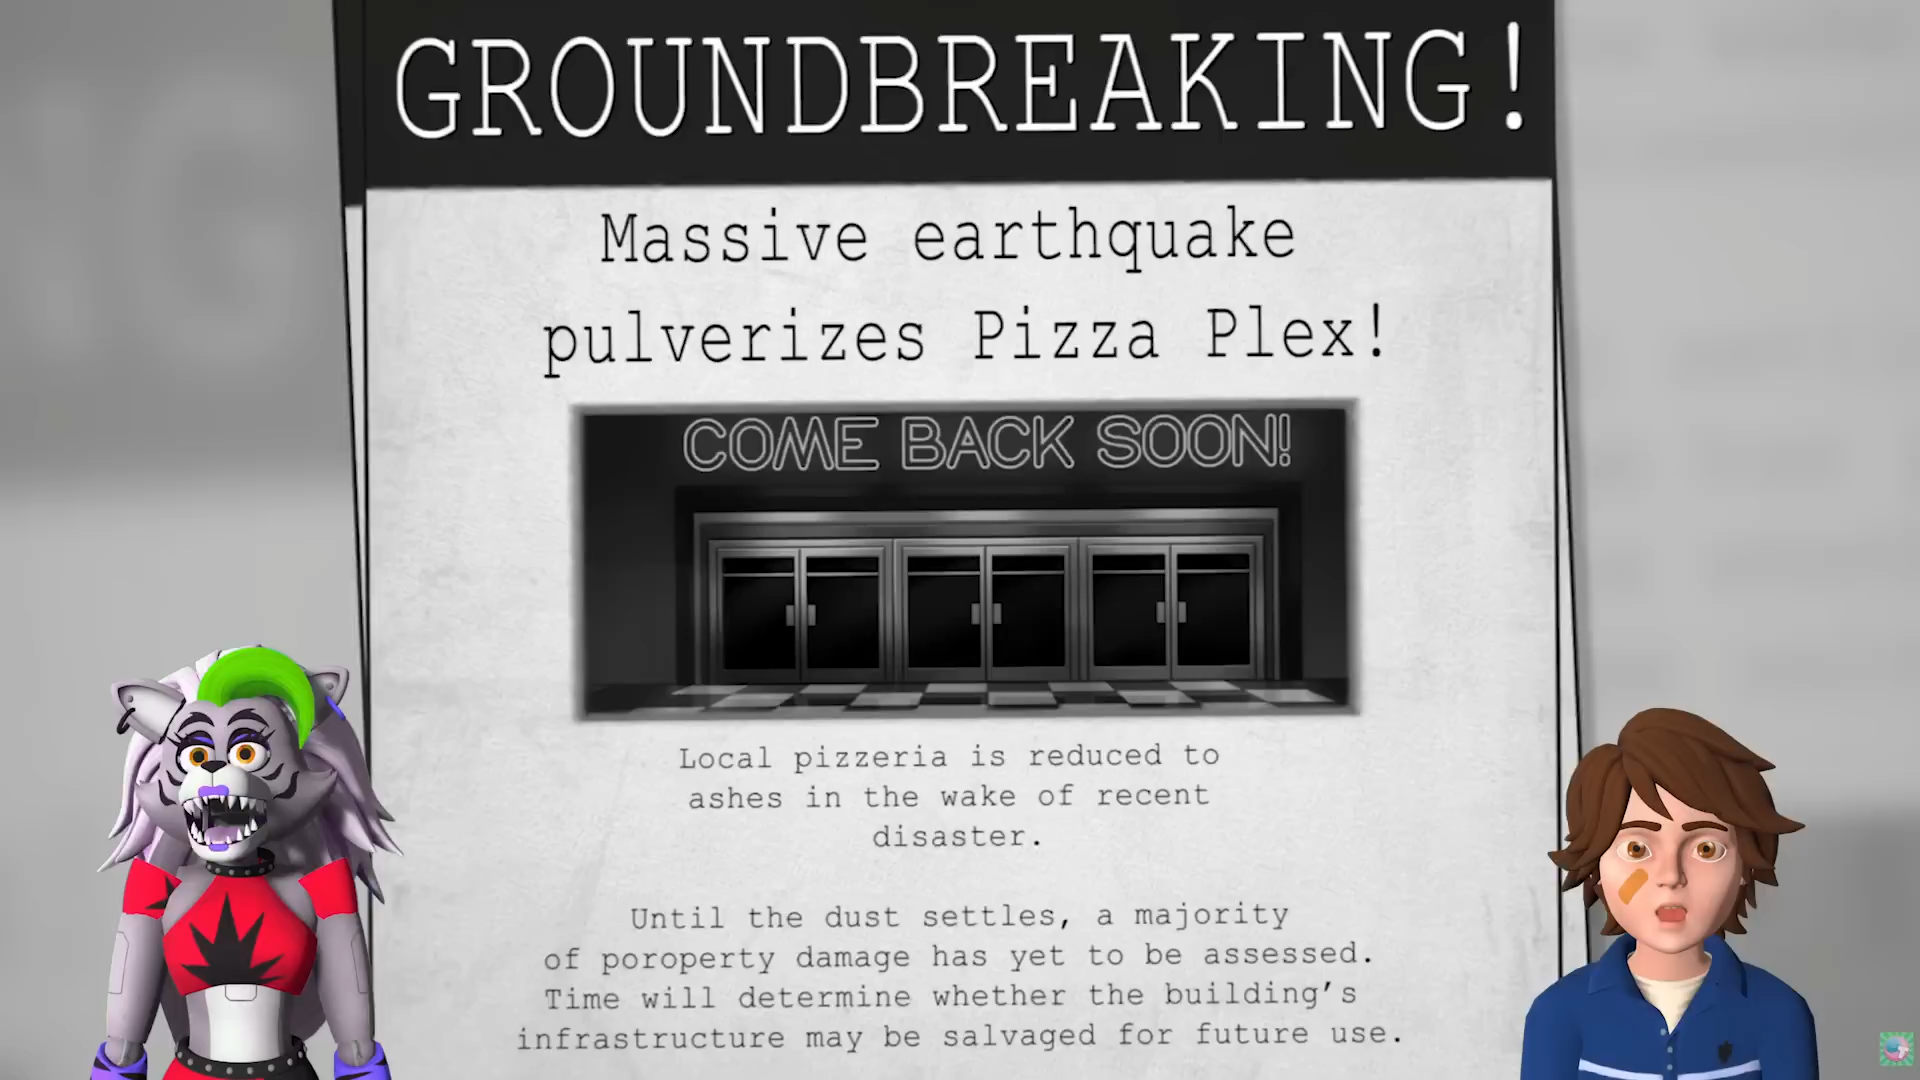 GROUNDBREAKING!
Massive earthquake
pulverizes Pizza Plex!
COME BACK SOON!
Local pizzeria is reduced to
ashes in the wake of recent
disaster.
Until the dust settles, a majority
of poroperty damage has yet to be assessed.
Time will determine whether the building's
infrastructure may be salvaged for future use.